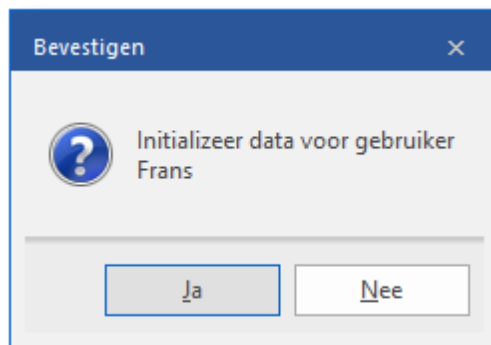 Bevestigen
Initializeer data voor gebruiker
Frans
Ja
Nee